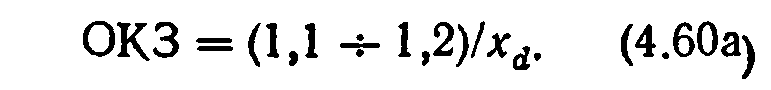 ОКЗ = (1,1 ÷ 1,2)/x_d. (4.60а)